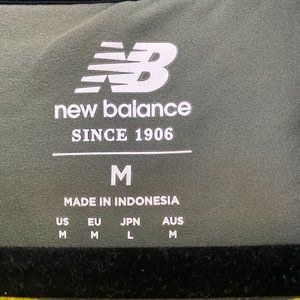 NB
new balance
SINCE 1906
M
MADE IN INDONESIA
US EU JPN AUS
M M L M